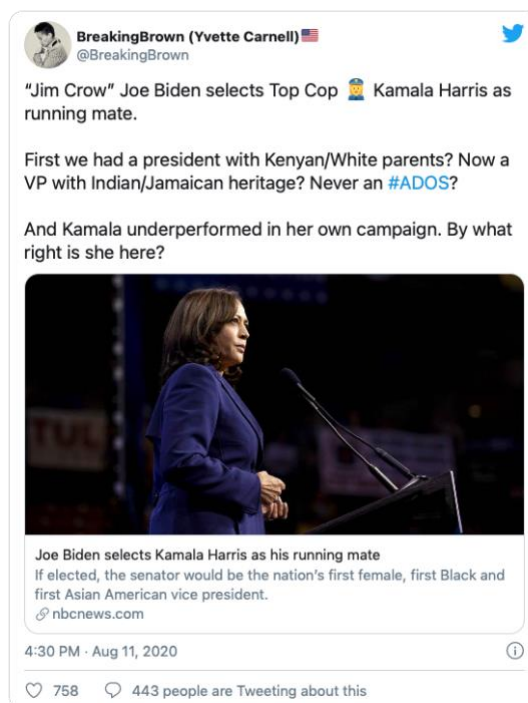 BreakingBrown (Yvette Carnell)🇺🇸
@BreakingBrown
“Jim Crow” Joe Biden selects Top Cop 👮‍♀️ Kamala Harris as
running mate.
First we had a president with Kenyan/White parents? Now a
VP with Indian/Jamaican heritage? Never an #ADOS?
And Kamala underperformed in her own campaign. By what
right is she here?
TUL
Joe Biden selects Kamala Harris as his running mate
If elected, the senator would be the nation's first female, first Black and
first Asian American vice president.
nbcnews.com
4:30 PM · Aug 11, 2020
758 443 people are Tweeting about this